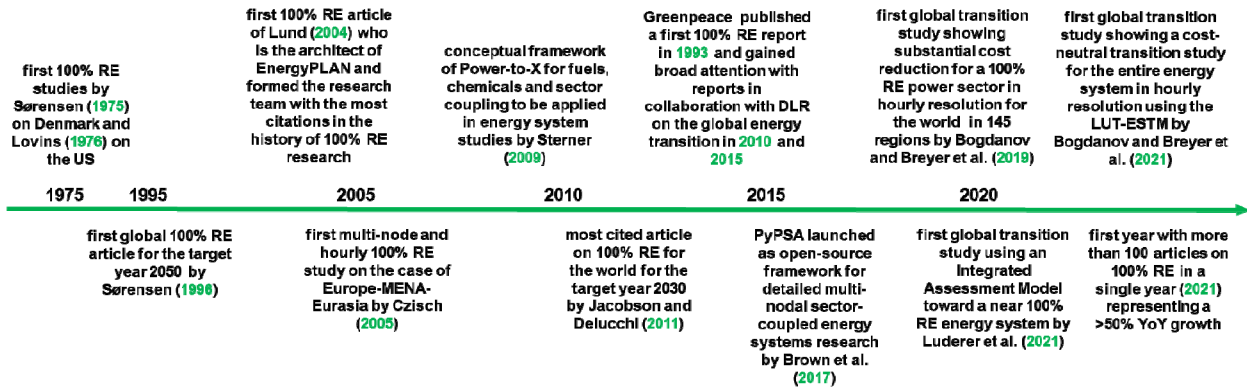 first 100% RE
studies by
Sørensen (1975)
on Denmark and
Lovins (1976) on
the US
first 100% RE article
of Lund (2004) who
is the architect of
EnergyPLAN and
formed the research
team with the most
citations in the
history of 100% RE
research
conceptual framework
of Power-to-X for fuels,
chemicals and sector
coupling to be applied
in energy system
studies by Sterner
(2009)
Greenpeace published
a first 100% RE report
in 1993 and gained
broad attention with
reports in
collaboration with DLR
on the global energy
transition in 2010 and
2015
first global transition
study showing
substantial cost
reduction for a 100%
RE power sector in
hourly resolution for
the world in 145
regions by Bogdanov
and Breyer et al. (2019)
first global transition
study showing a cost-
neutral transition study
for the entire energy
system in hourly
resolution using the
LUT-ESTM by
Bogdanov and Breyer
et al. (2021)
1975 1995 2005 2010 2015 2020
first global 100% RE
article for the target
year 2050 by
Sørensen (1996)
first multi-node and
hourly 100% RE
study on the case of
Europe-MENA-
Eurasia by Czisch
(2005)
most cited article
on 100% RE for
the world for the
target year 2030
by Jacobson and
Delucchi (2011)
PyPSA launched
as open-source
framework for
detailed multi-
nodal sector-
coupled energy
systems research
by Brown et al.
(2017)
first global transition
study using an
Integrated
Assessment Model
toward a near 100%
RE energy system by
Luderer et al. (2021)
first year with more
than 100 articles on
100% RE in a
single year (2021)
representing a
>50% YoY growth